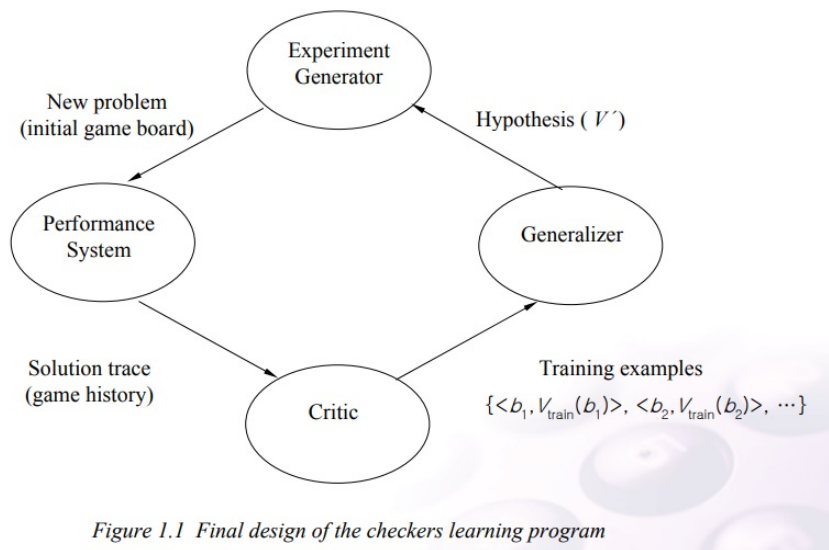 Experiment
Generator
New problem
(initial game board)
Hypothesis ( V´)
Performance
System
Generalizer
Solution trace
(game history)
Critic
Training examples
{<b1,Vtrain(b1)>, <b2,Vtrain(b2)>, ⋯}
Figure 1.1 Final design of the checkers learning program